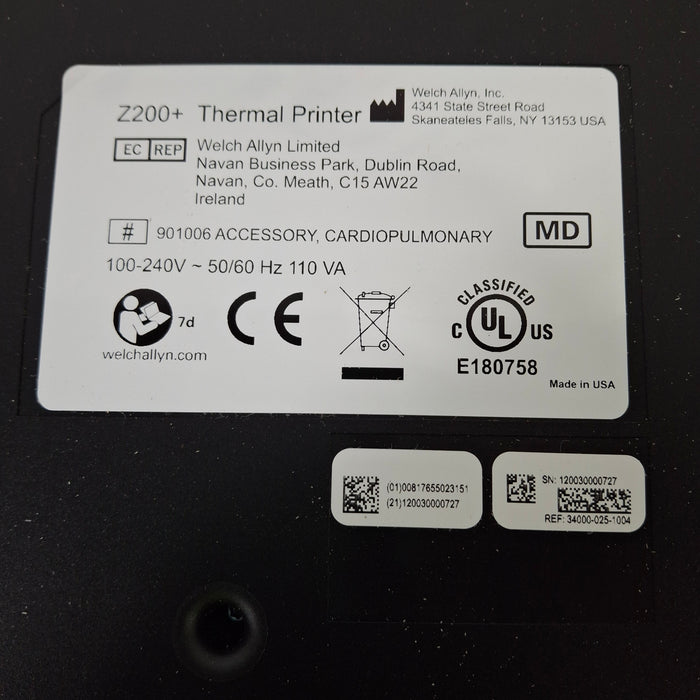 Z200+ Thermal Printer
Welch Allyn, Inc.
4341 State Street Road
Skaneateles Falls, NY 13153 USA
EC REP
Welch Allyn Limited
Navan Business Park, Dublin Road,
Navan, Co. Meath, C15 AW22
Ireland
# 901006 ACCESSORY, CARDIOPULMONARY
MD
100-240V ~ 50/60 Hz 110 VA
7d
welchallyn.com
CE
CLASSIFIED
C UL US
E180758
Made in USA
(01)00817655023151
(21)120030000727
SN: 120030000727
REF: 34000-025-1004